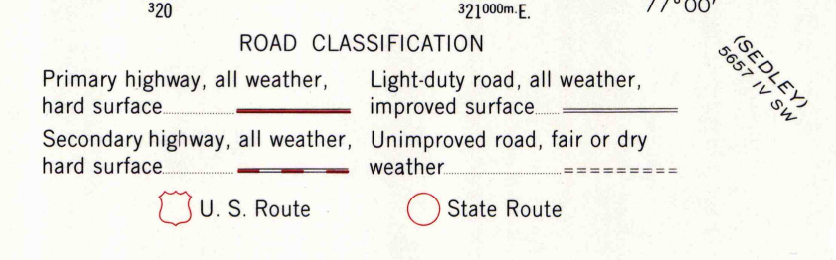 320
321000m.E.
77°00'
(SEDLEY)
5657 IV SW
ROAD CLASSIFICATION
Primary highway, all weather,
hard surface
Light-duty road, all weather,
improved surface
Secondary highway, all weather,
hard surface
Unimproved road, fair or dry
weather
U. S. Route
State Route